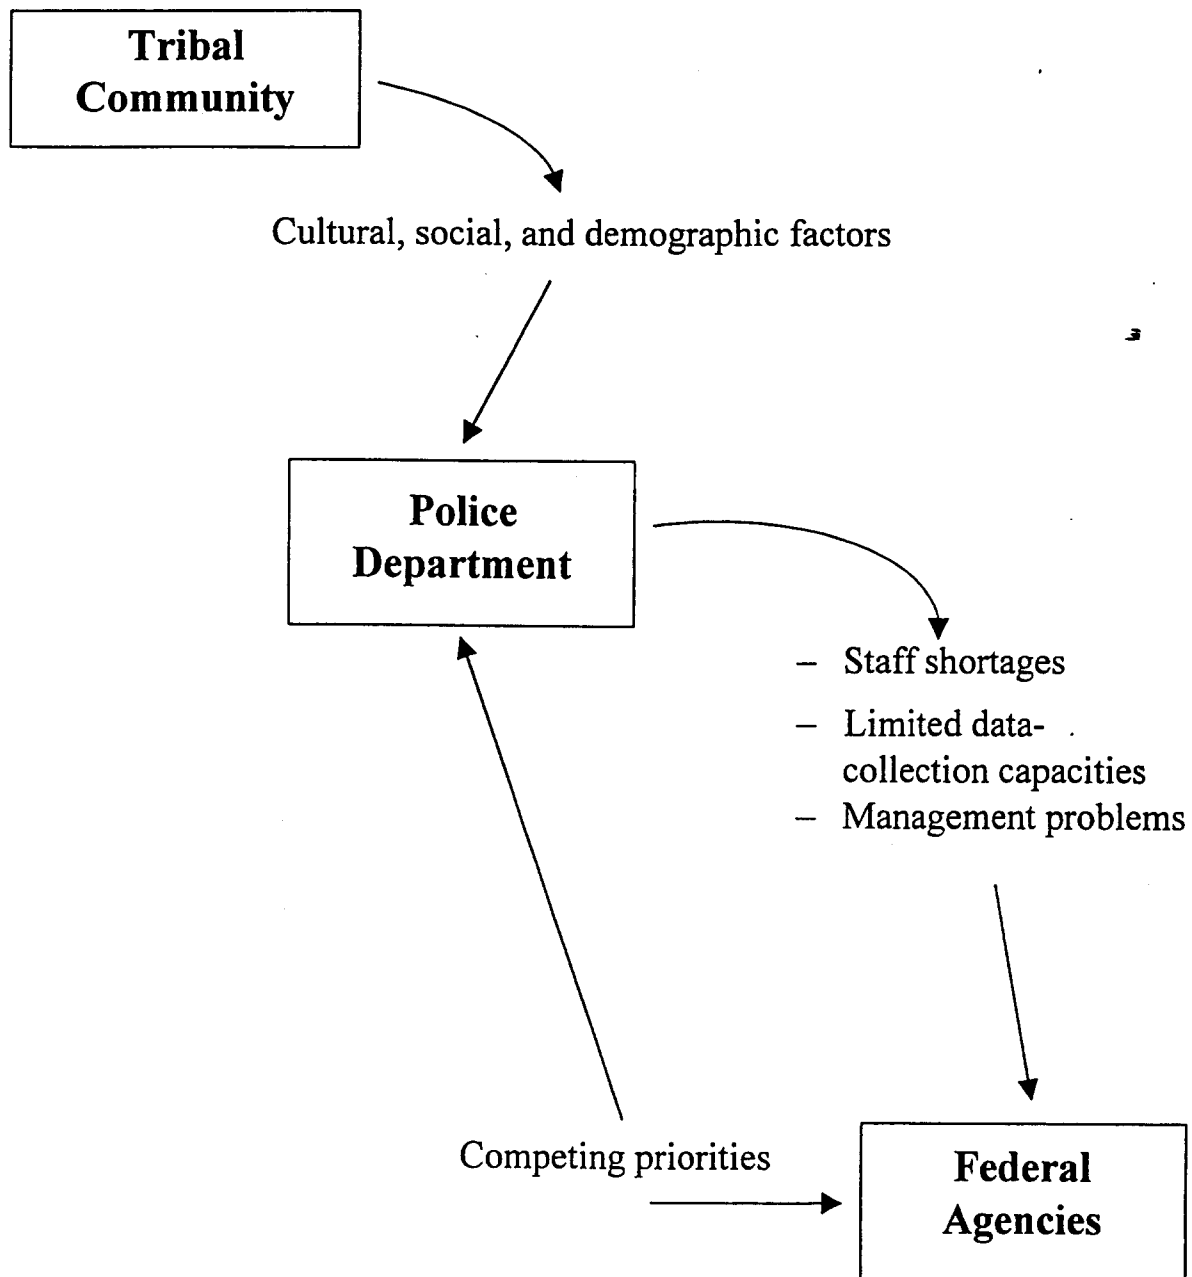 Tribal
Community
Cultural, social, and demographic factors
Police
Department
– Staff shortages
– Limited data-
collection capacities
– Management problems
Competing priorities
Federal
Agencies